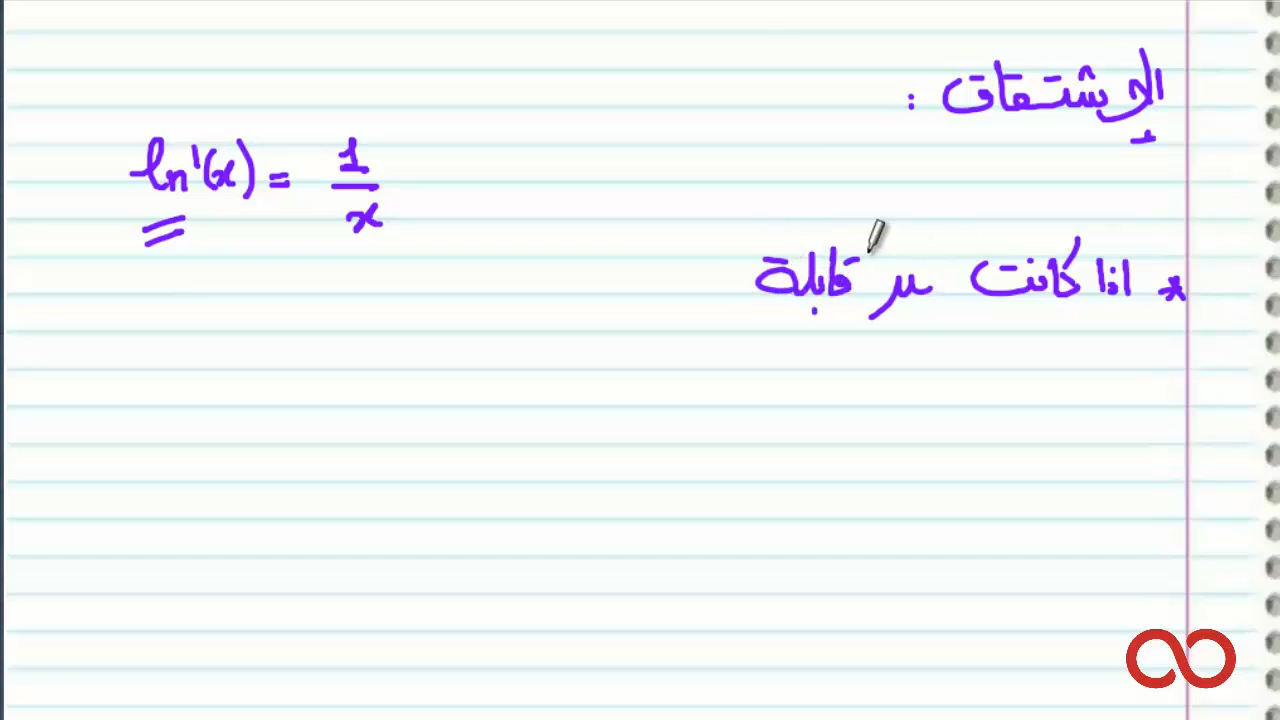 الإشتقاق :
ln'(x) = 1/x
* اذا كانت u قابلة